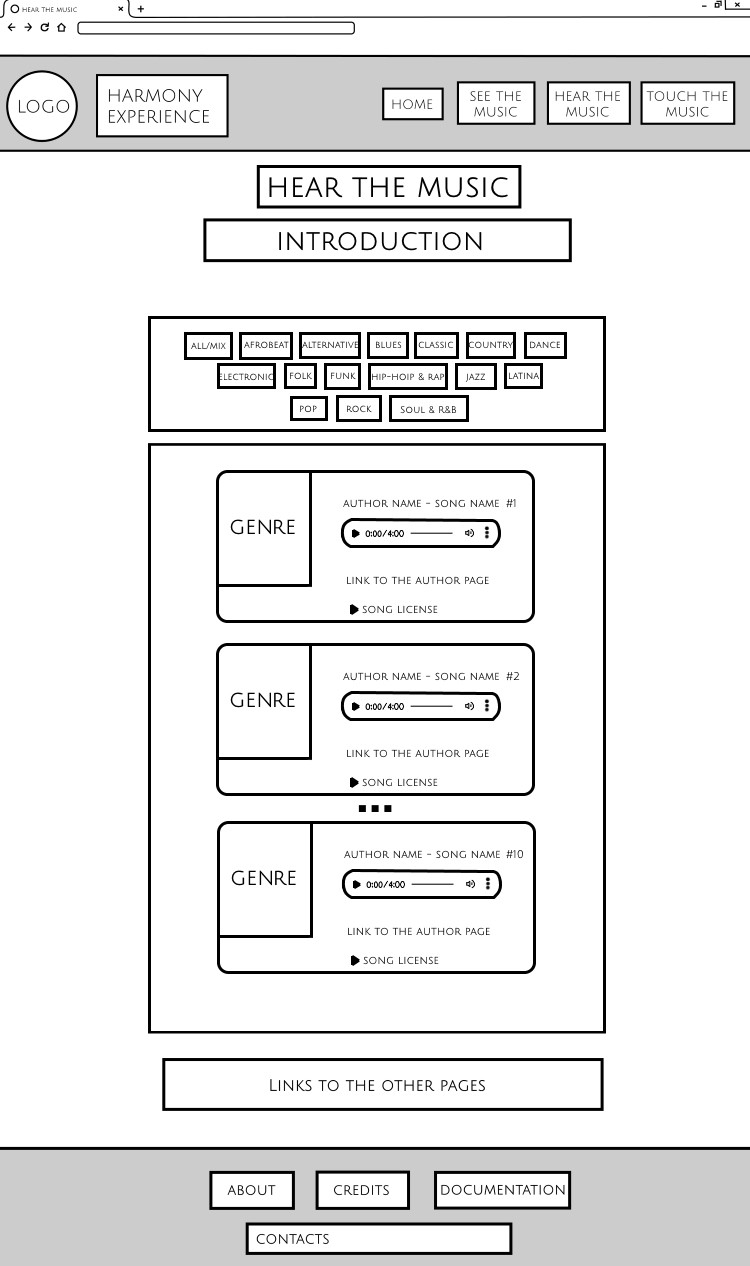 HEAR THE MUSIC
LOGO
HARMONY
EXPERIENCE
HOME
SEE THE
MUSIC
HEAR THE
MUSIC
TOUCH THE
MUSIC
HEAR THE MUSIC
INTRODUCTION
ALL/MIX AFROBEAT ALTERNATIVE BLUES CLASSIC COUNTRY DANCE
ELECTRONIC FOLK FUNK HIP-HOIP & RAP JAZZ LATINA
POP ROCK SOUL & R&B
GENRE
AUTHOR NAME - SONG NAME #1
0:00/4:00
LINK TO THE AUTHOR PAGE
SONG LICENSE
GENRE
AUTHOR NAME - SONG NAME #2
0:00/4:00
LINK TO THE AUTHOR PAGE
SONG LICENSE
GENRE
AUTHOR NAME - SONG NAME #10
0:00/4:00
LINK TO THE AUTHOR PAGE
SONG LICENSE
LINKS TO THE OTHER PAGES
ABOUT CREDITS DOCUMENTATION
CONTACTS